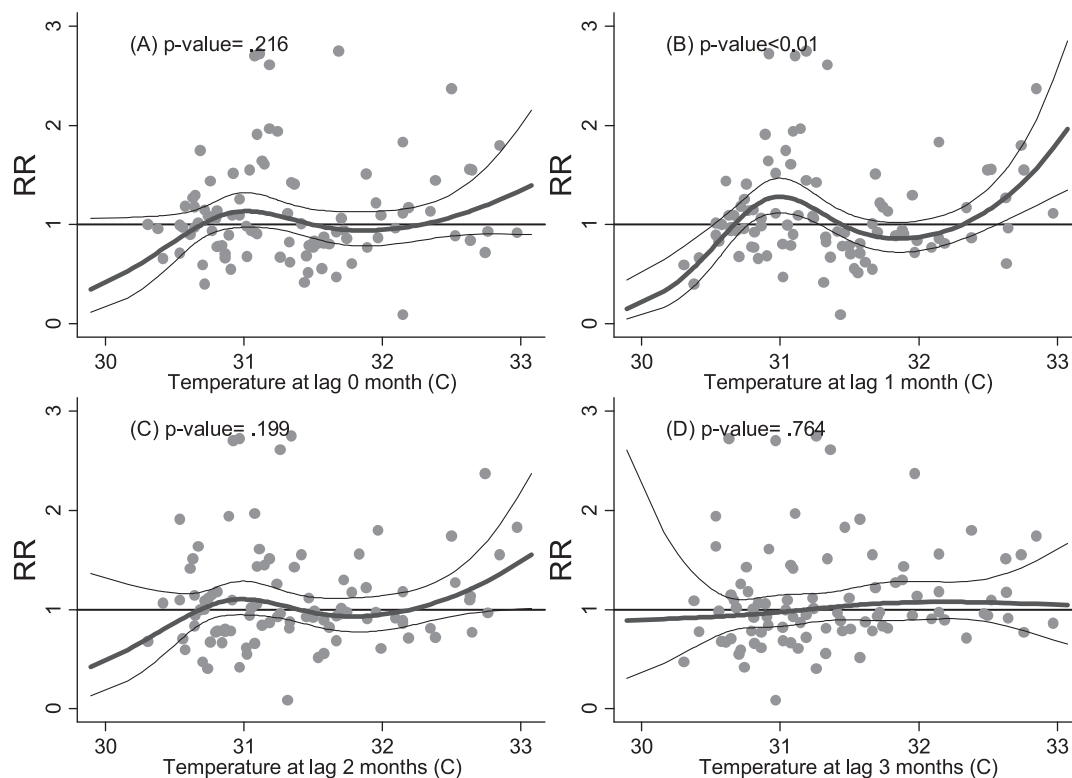 (A) p-value= .216
RR
3
2
1
0
30 31 32 33
Temperature at lag 0 month (C)
(B) p-value<0.01
RR
3
2
1
0
30 31 32 33
Temperature at lag 1 month (C)
(C) p-value= .199
RR
3
2
1
0
30 31 32 33
Temperature at lag 2 months (C)
(D) p-value= .764
RR
3
2
1
0
30 31 32 33
Temperature at lag 3 months (C)